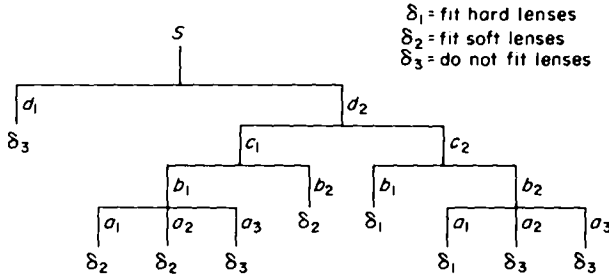 δ₁ = fit hard lenses
S
δ₂ = fit soft lenses
δ₃ = do not fit lenses
d₁ d₂
δ₃
c₁ c₂
b₁ b₂ b₁ b₂
a₁ a₂ a₃ δ₂ δ₁ a₁ a₂ a₃
δ₂ δ₂ δ₃ δ₁ δ₃ δ₃